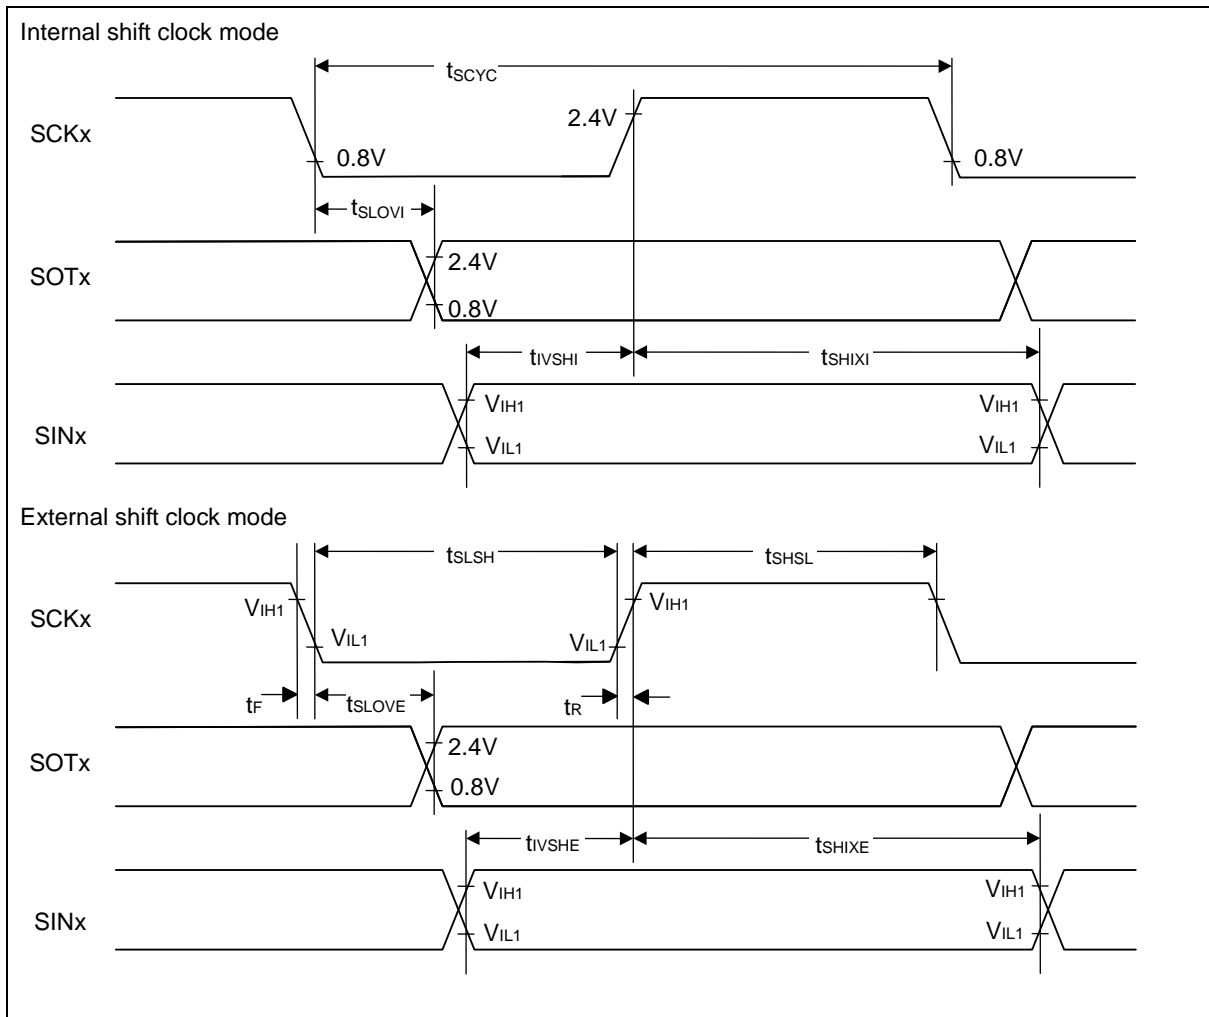 Internal shift clock mode
tSCYC
SCKx
2.4V
0.8V
0.8V
tSLOVI
SOTx
2.4V
0.8V
tIVSHI
tSHIXI
SINx
VIH1
VIH1
VIL1
VIL1
External shift clock mode
tSLSH
tSHSL
SCKx
VIH1
VIH1
VIL1
VIL1
tF
tSLOVE
tR
SOTx
2.4V
0.8V
tIVSHE
tSHIXE
SINx
VIH1
VIH1
VIL1
VIL1